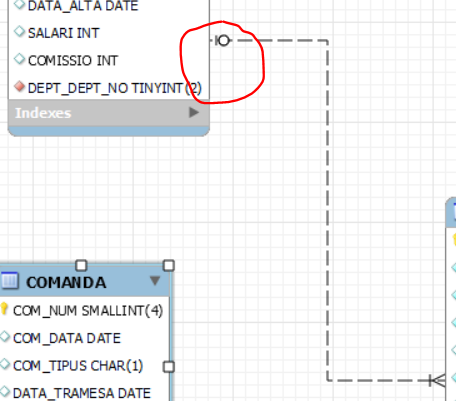 DATA_ALTA DATE
SALARI INT
COMISSIO INT
DEPT_DEPT_NO TINYINT(2)
Indexes
COMANDA
COM_NUM SMALLINT(4)
COM_DATA DATE
COM_TIPUS CHAR(1)
DATA_TRAMESA DATE